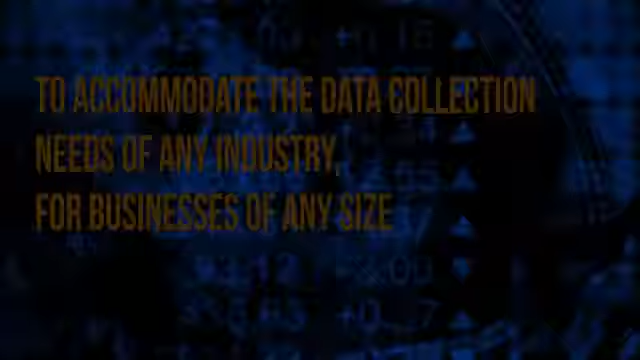 TO ACCOMMODATE THE DATA COLLECTION
NEEDS OF ANY INDUSTRY,
FOR BUSINESSES OF ANY SIZE